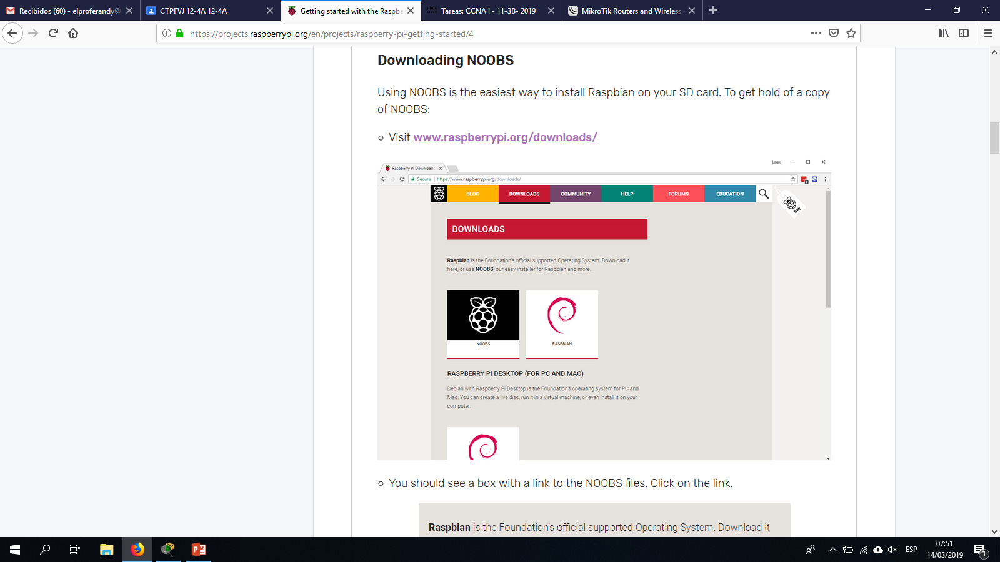 Recibidos (60) - elproferandy@
CTPFVJ 12-4A 12-4A
Getting started with the Raspbe
Tareas: CCNA I - 11-3B- 2019
MikroTik Routers and Wireless
https://projects.raspberrypi.org/en/projects/raspberry-pi-getting-started/4
Downloading NOOBS
Using NOOBS is the easiest way to install Raspbian on your SD card. To get hold of a copy
of NOOBS:
Visit www.raspberrypi.org/downloads/
Raspberry Pi Downloads
Secure https://www.raspberrypi.org/downloads/
BLOG
DOWNLOADS
COMMUNITY
HELP
FORUMS
EDUCATION
Buy
DOWNLOADS
Raspbian is the Foundation's official supported Operating System. Download it
here, or use NOOBS, our easy installer for Raspbian and more.
NOOBS
RASPBIAN
RASPBERRY PI DESKTOP (FOR PC AND MAC)
Debian with Raspberry Pi Desktop is the Foundation's operating system for PC and
Mac. You can create a live disc, run it in a virtual machine, or even install it on your
computer.
You should see a box with a link to the NOOBS files. Click on the link.
Raspbian is the Foundation's official supported Operating System. Download it
ESP
07:51
14/03/2019
1